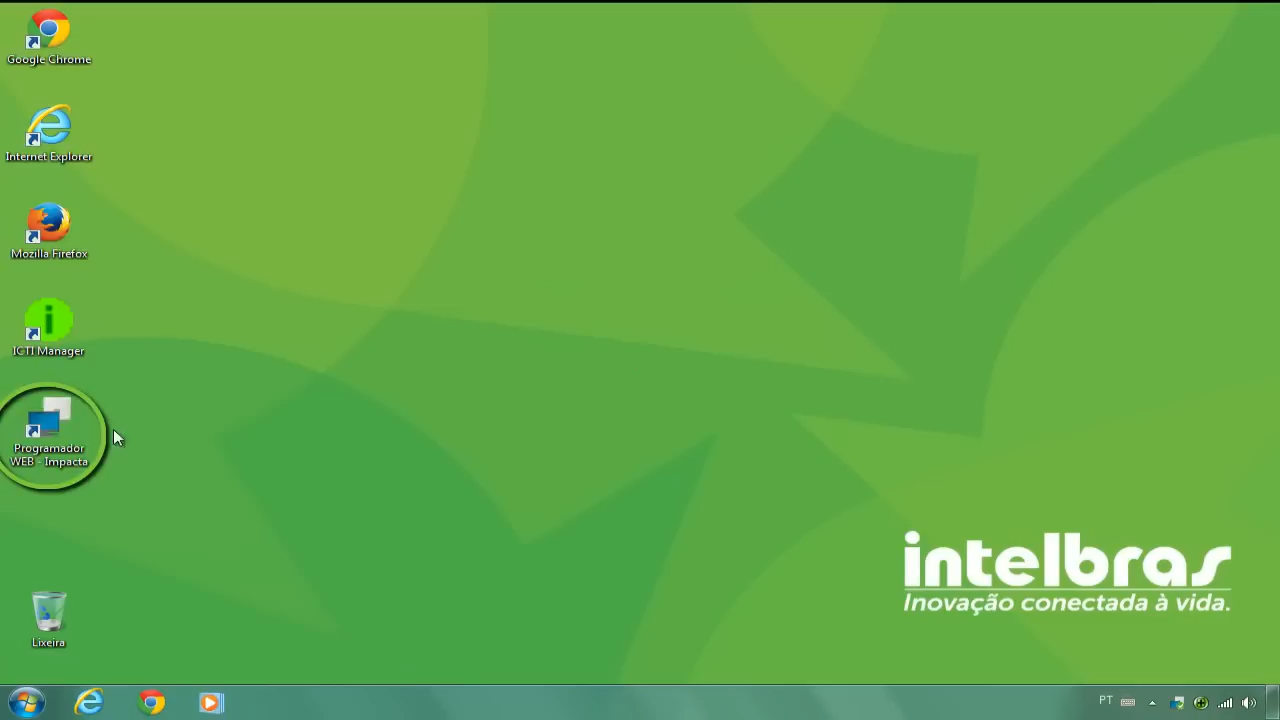 Google Chrome
Internet Explorer
Mozilla Firefox
ICTI Manager
Programador
WEB - Impacta
intelbras
Inovação conectada à vida.
Lixeira
PT